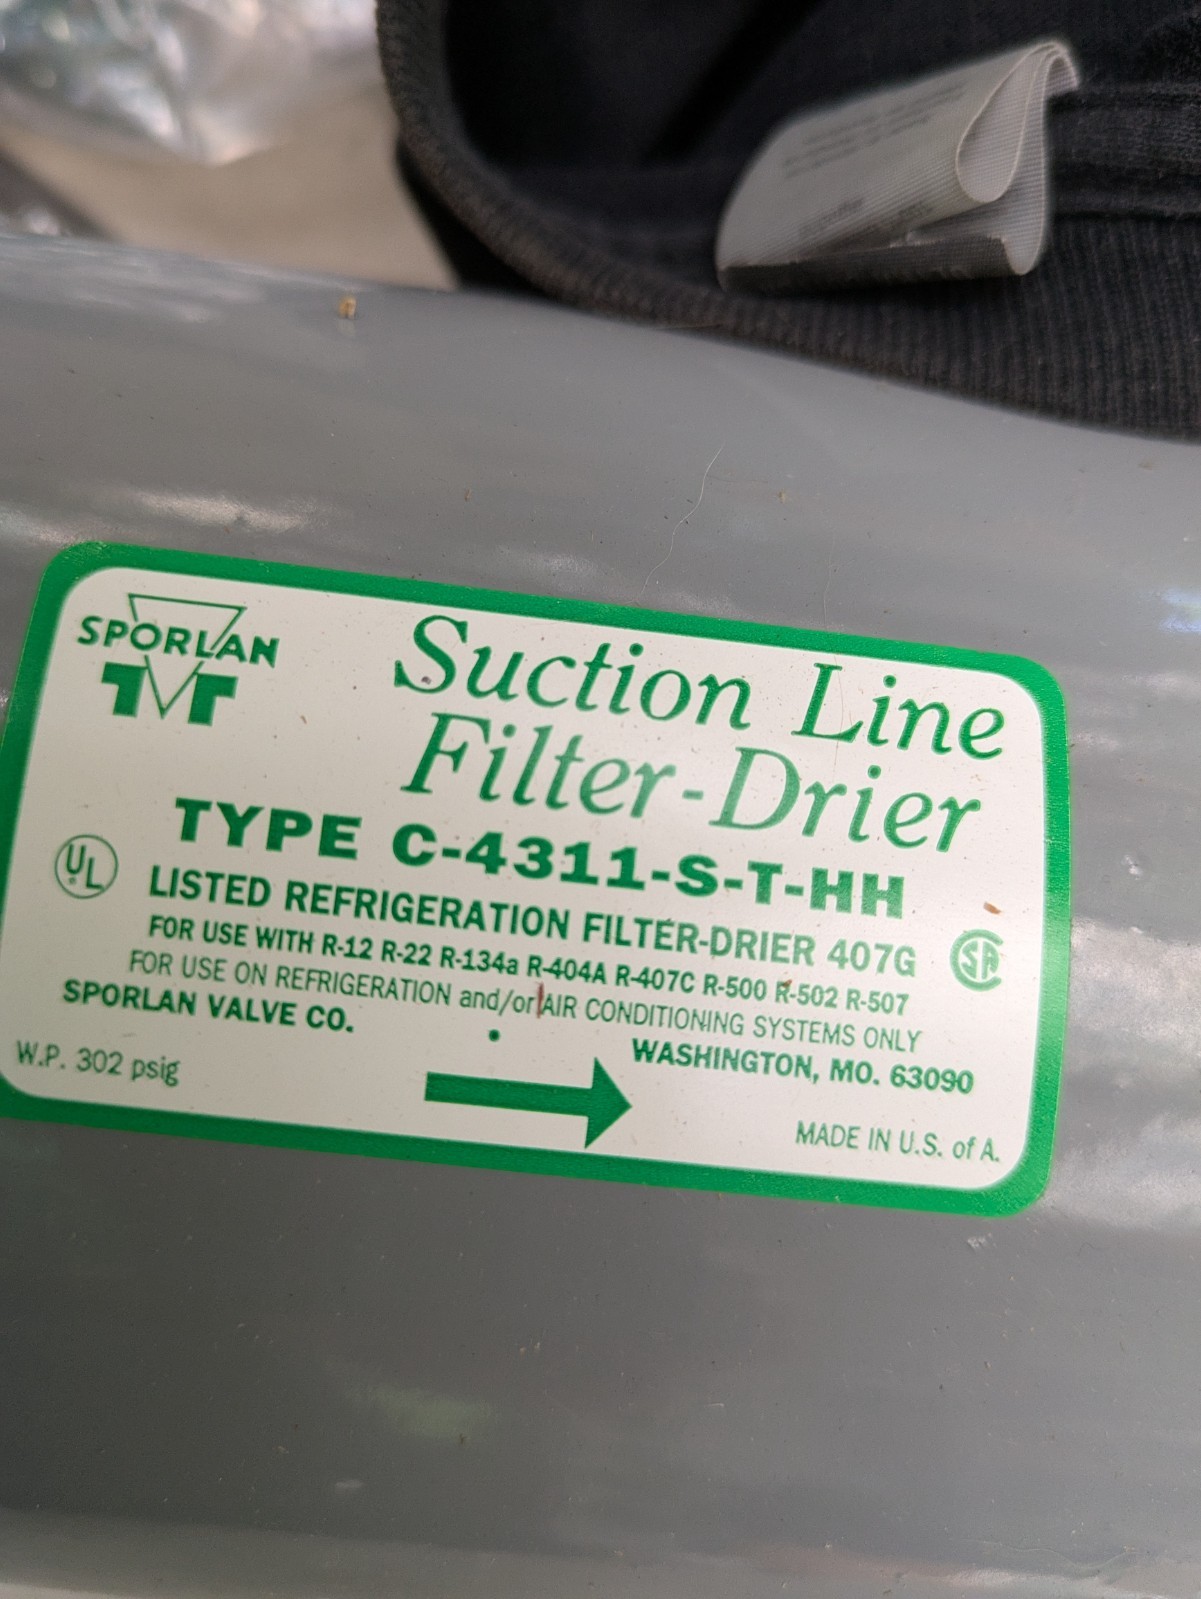 SPORLAN
Suction Line
Filter-Drier
TYPE C-4311-S-T-HH
UL
LISTED REFRIGERATION FILTER-DRIER 407G
SA
FOR USE WITH R-12 R-22 R-134a R-404A R-407C R-500 R-502 R-507
FOR USE ON REFRIGERATION and/or AIR CONDITIONING SYSTEMS ONLY
SPORLAN VALVE CO.
WASHINGTON, MO. 63090
W.P. 302 psig
MADE IN U.S. of A.